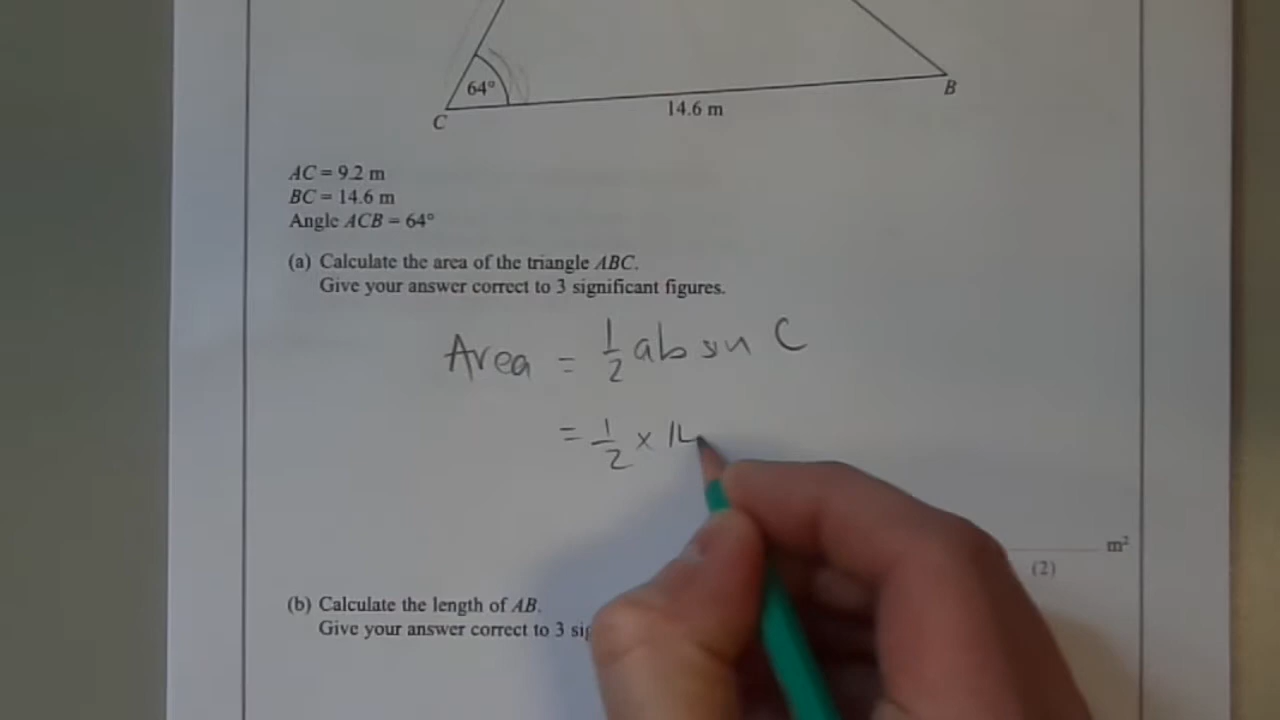 64°
C
14.6 m
B
AC = 9.2 m
BC = 14.6 m
Angle ACB = 64°
(a) Calculate the area of the triangle ABC.
Give your answer correct to 3 significant figures.
Area = ½ ab sin C
= ½ × 14
m²
(2)
(b) Calculate the length of AB.
Give your answer correct to 3